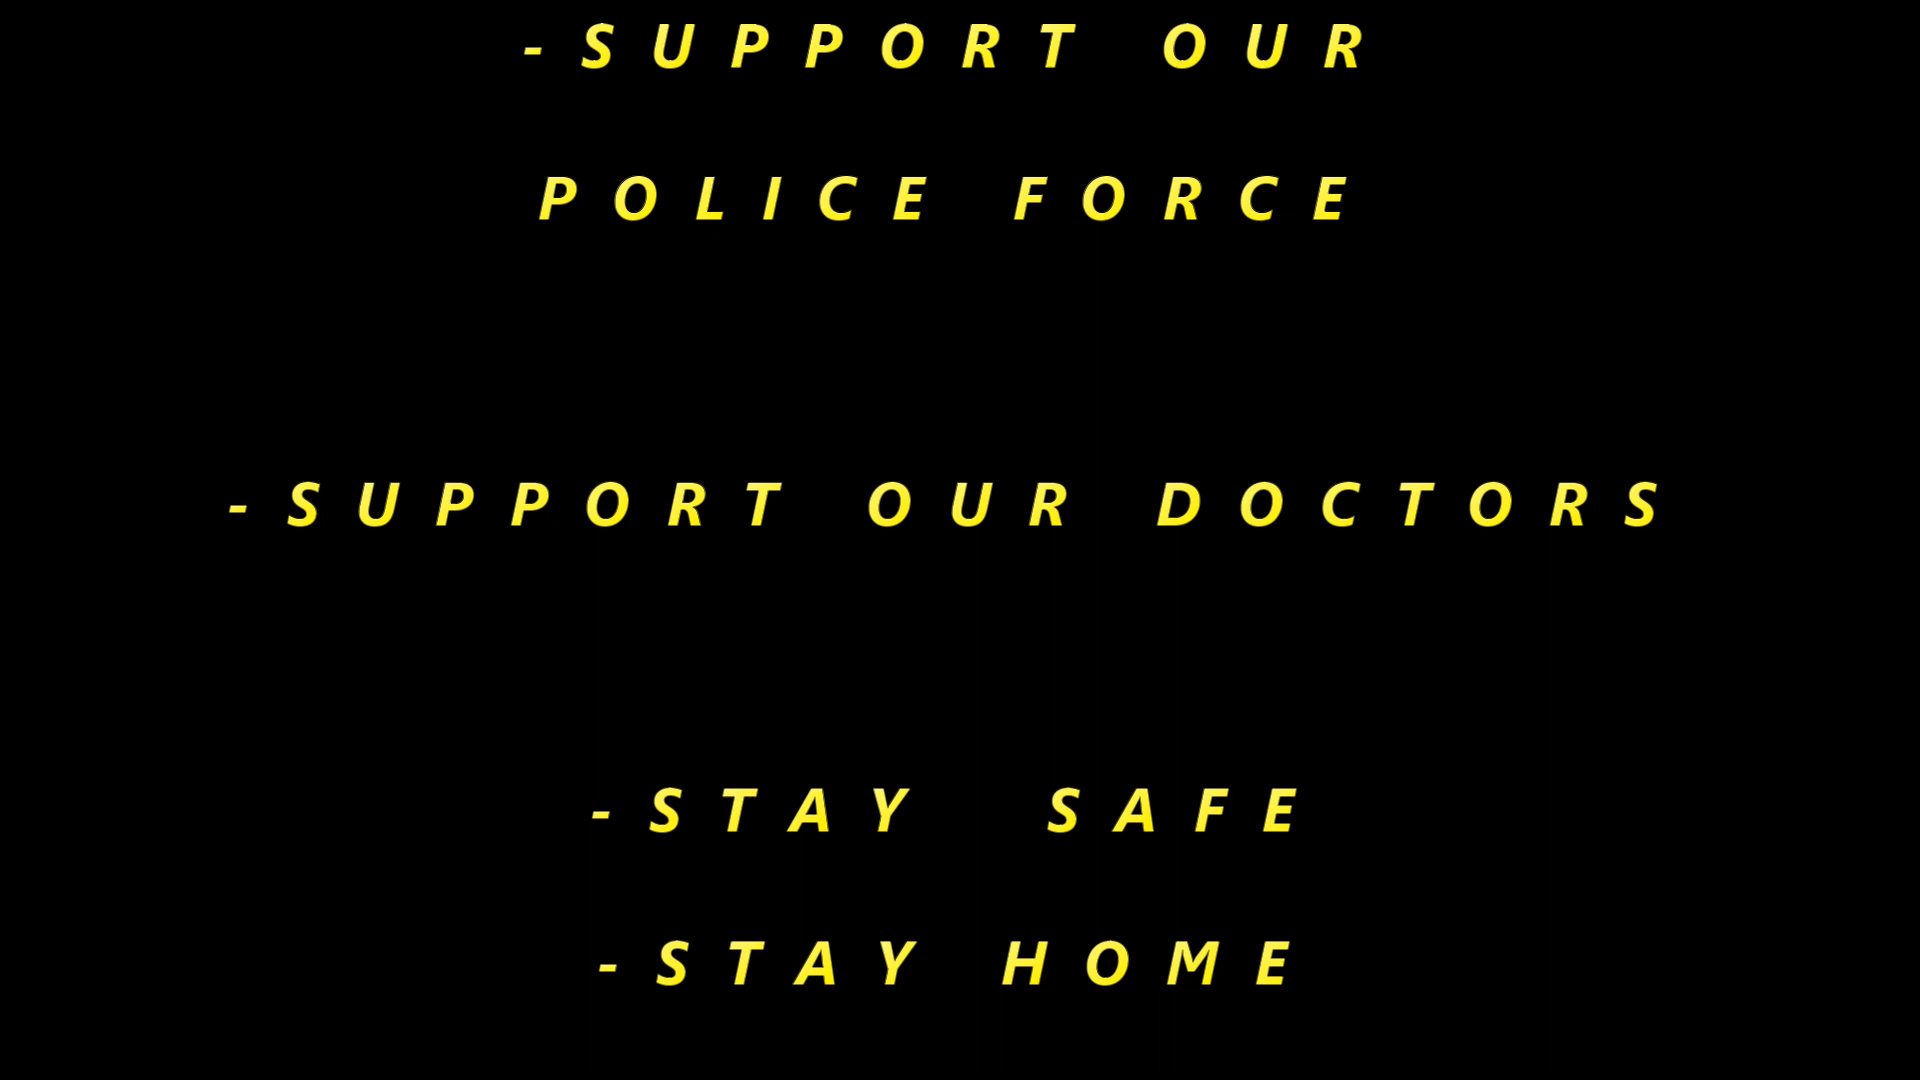 -SUPPORT OUR
POLICE FORCE
-SUPPORT OUR DOCTORS
-STAY SAFE
-STAY HOME